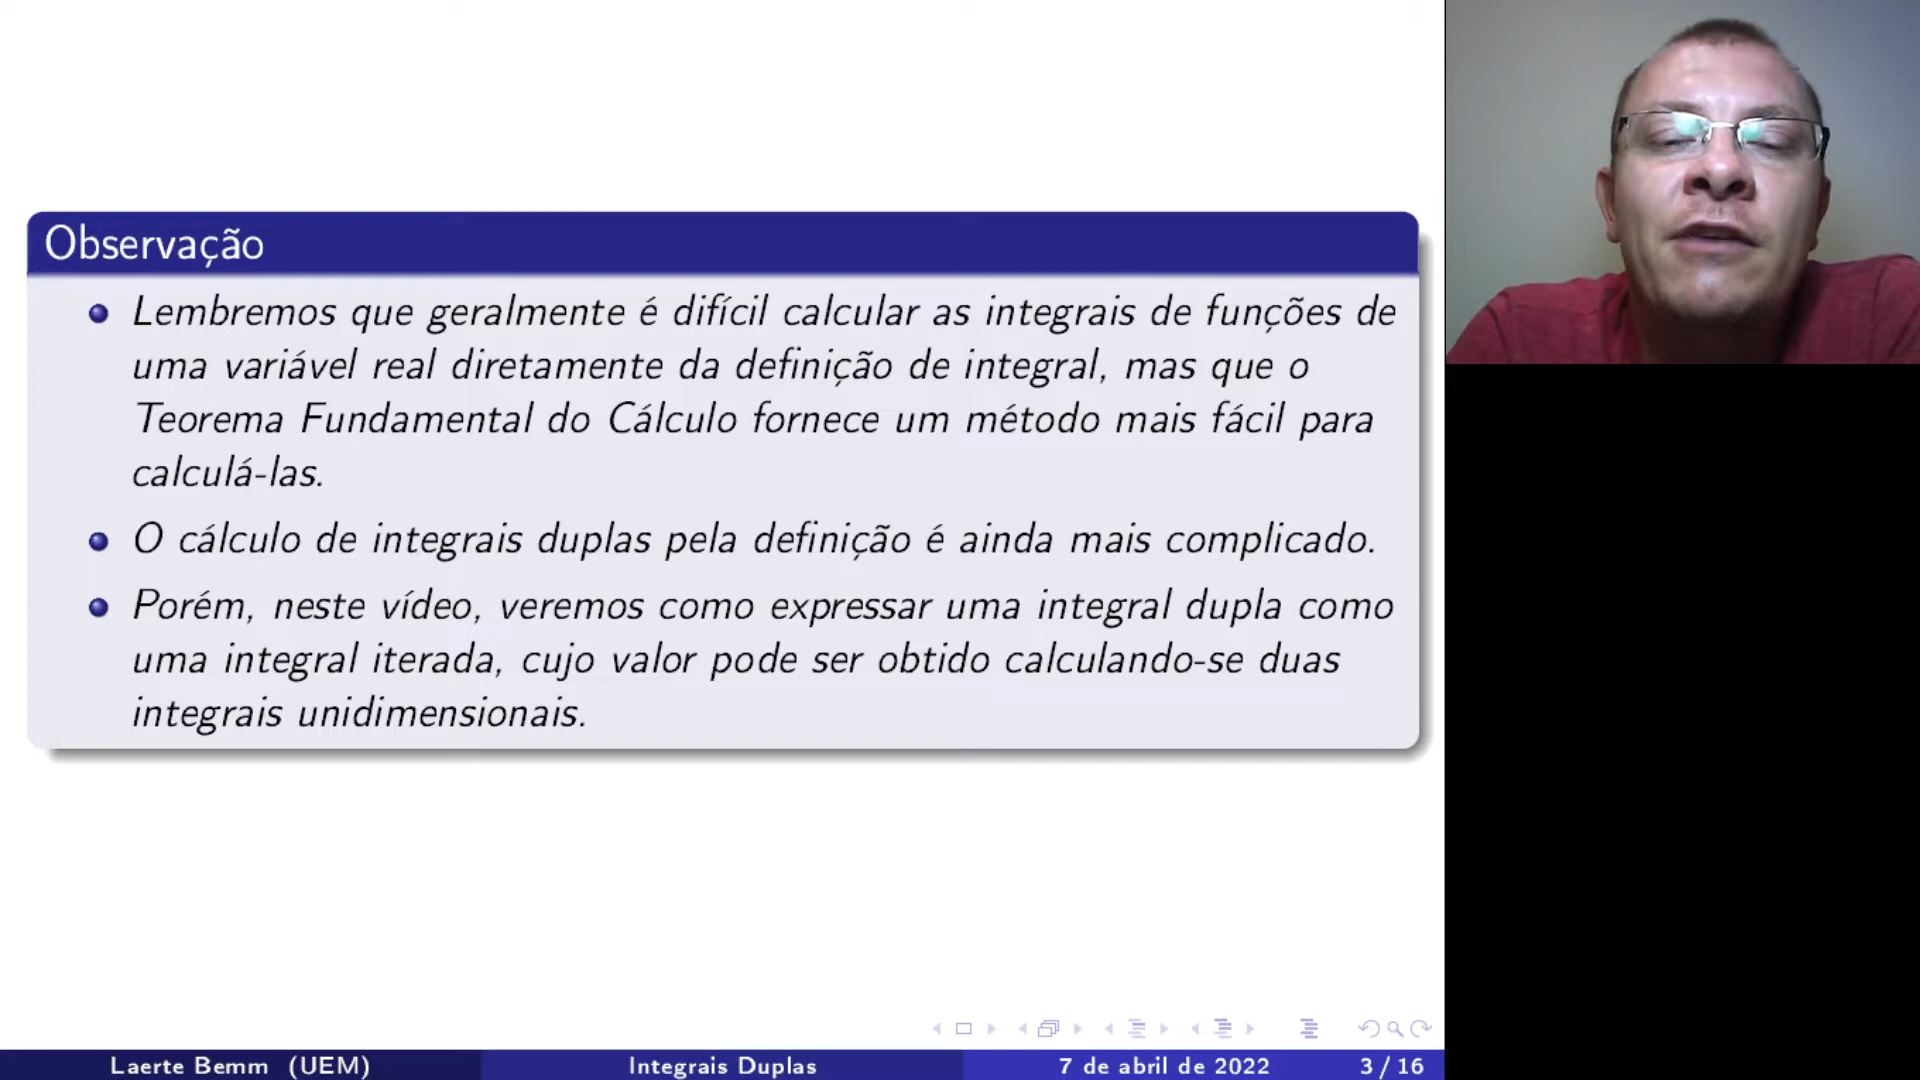 Observação
Lembremos que geralmente é difícil calcular as integrais de funções de
uma variável real diretamente da definição de integral, mas que o
Teorema Fundamental do Cálculo fornece um método mais fácil para
calculá-las.
O cálculo de integrais duplas pela definição é ainda mais complicado.
Porém, neste vídeo, veremos como expressar uma integral dupla como
uma integral iterada, cujo valor pode ser obtido calculando-se duas
integrais unidimensionais.
Laerte Bemm (UEM) Integrais Duplas 7 de abril de 2022 3 / 16